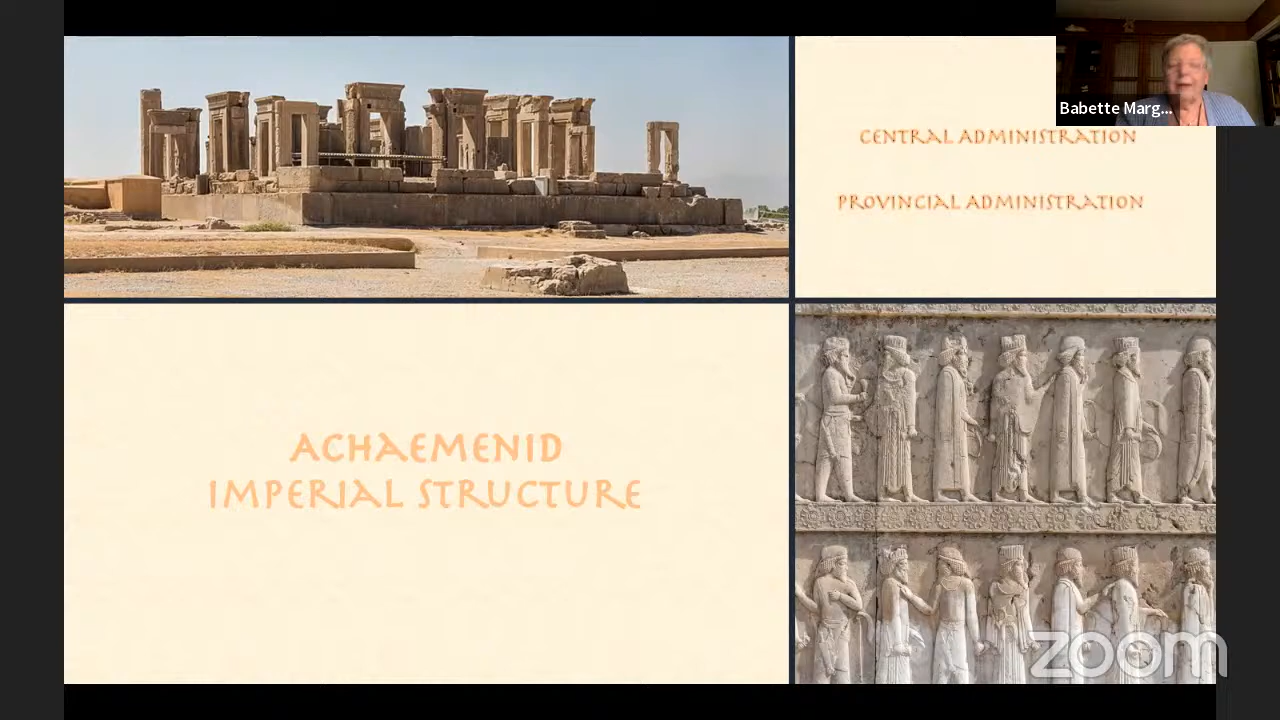 Babette Marg...
CENTRAL ADMINISTRATION
PROVINCIAL ADMINISTRATION
ACHAEMENID
IMPERIAL STRUCTURE
zoom